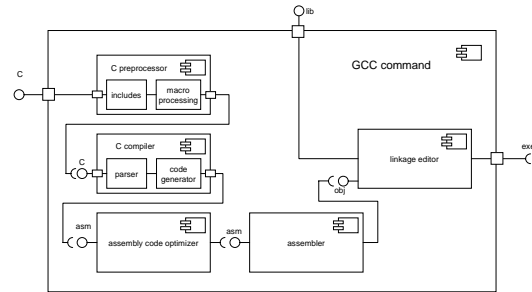 lib
GCC command
C preprocessor
C
includes
macro
processing
C compiler
C
parser
code
generator
linkage editor
exe
obj
asm
assembly code optimizer
asm
assembler